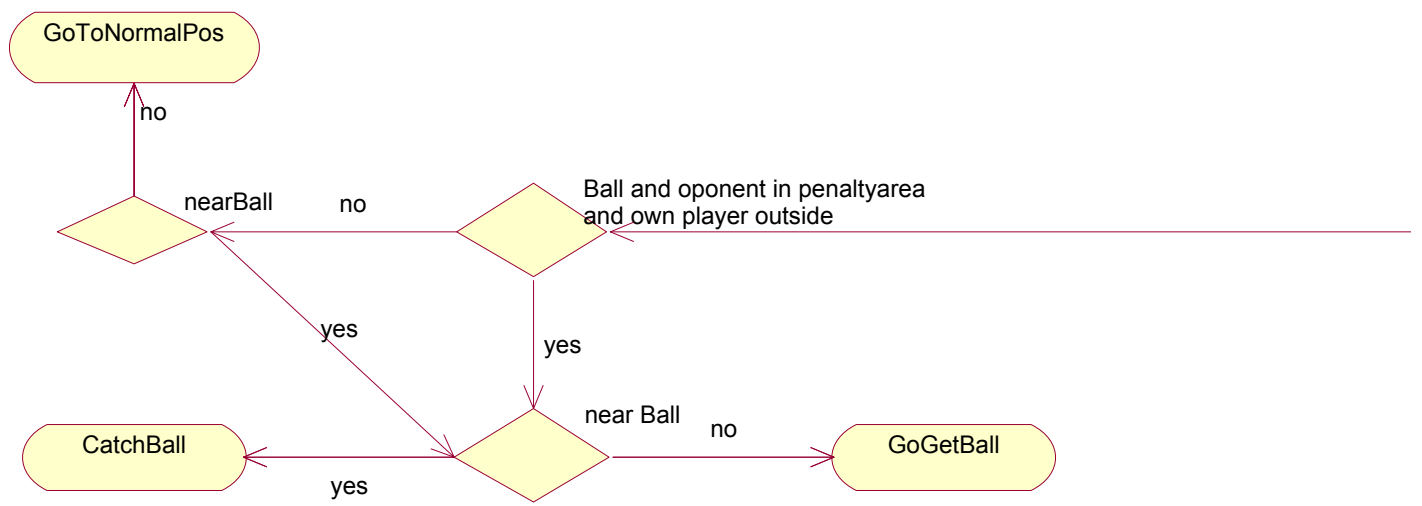 GoToNormalPos
no
nearBall
no
Ball and oponent in penaltyarea
and own player outside
yes
yes
near Ball
no
CatchBall
GoGetBall
yes